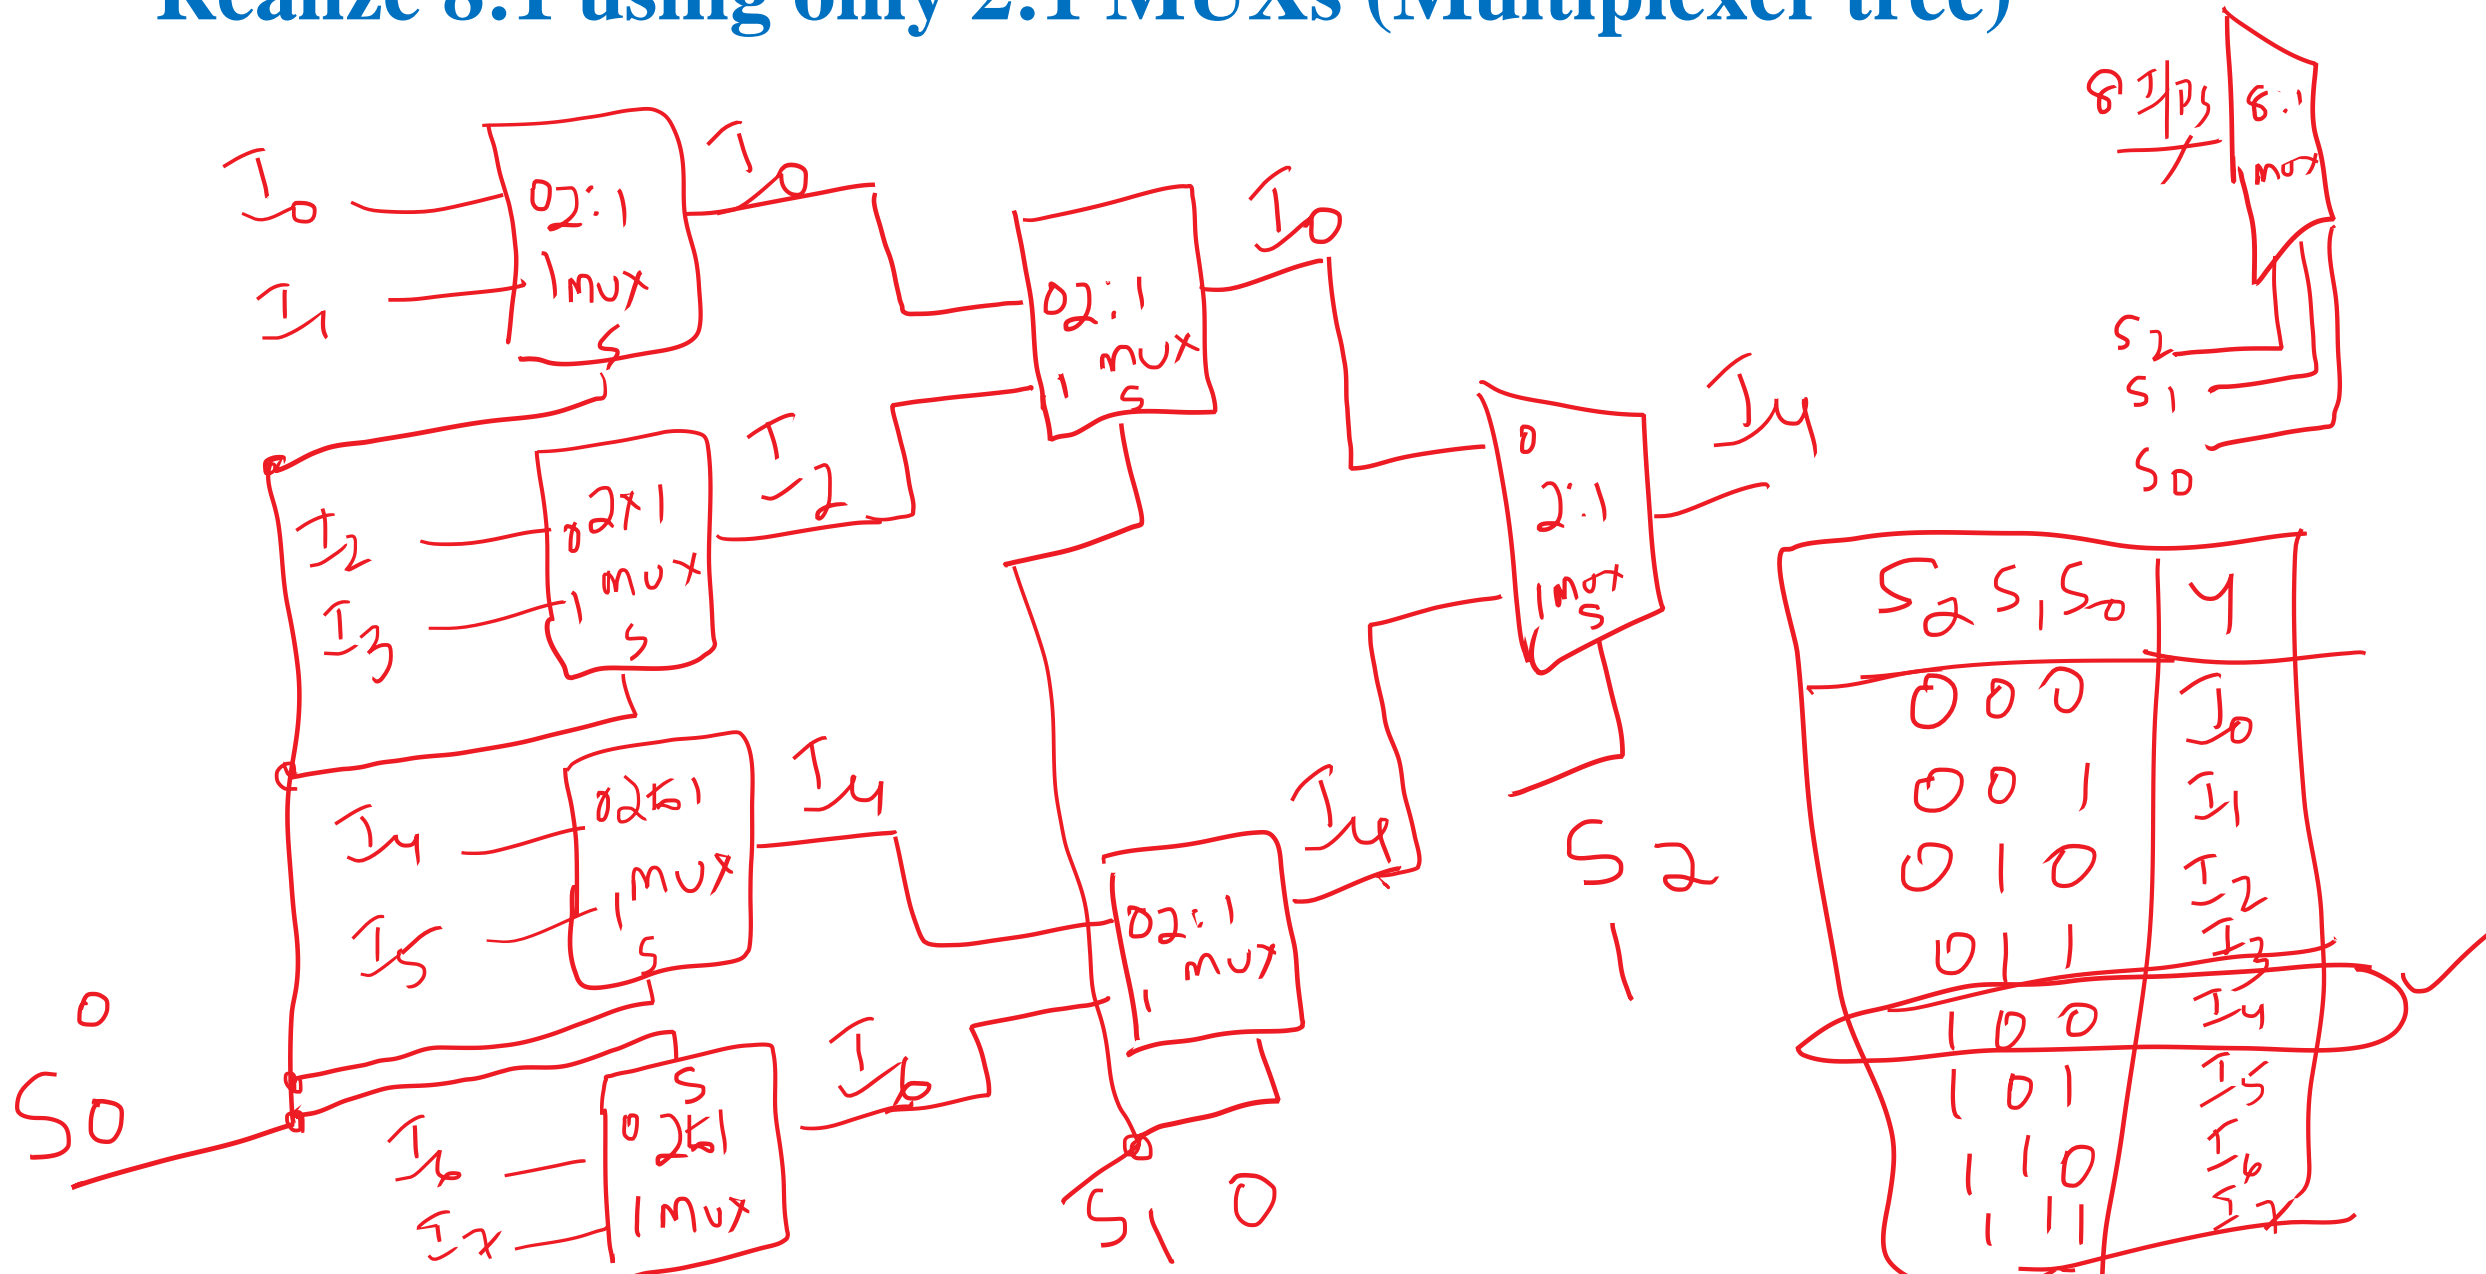 Realize 8:1 using only 2:1 MUXs (Multiplexer tree)
8 I/Ps
8:1
mux
S2
S1
S0
I0
I1
0 2:1
1 mux
S
I0
I2
I3
0 2x1
mux
1
S
I2
I4
I5
0 2x1
mux
1
S
I4
I6
I7
S
0 2x1
1 mux
I6
0
S0
0 2:1
mux
1
S
I0
0 2:1
mux
1
I4
S1 0
0
2:1
1 mux
S
I4
S2
1
S2 S1 S0 Y
0 0 0 I0
0 0 1 I1
0 1 0 I2
0 1 1 I3
1 0 0 I4
1 0 1 I5
1 1 0 I6
1 1 1 I7